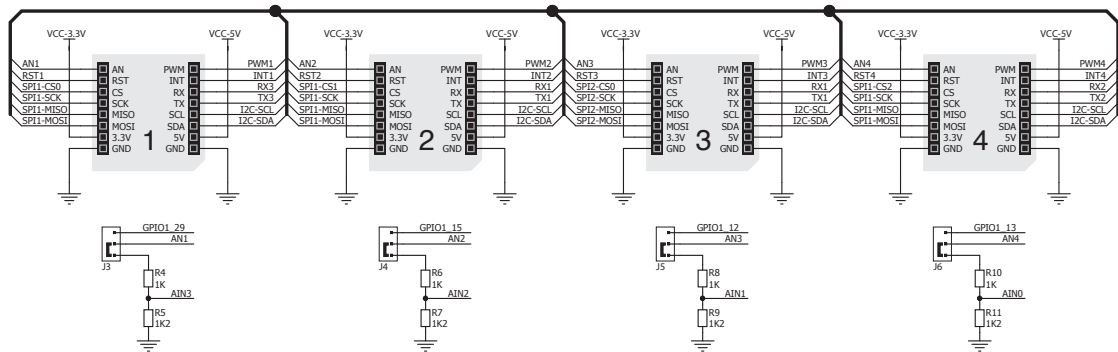 VCC-3.3V VCC-5V VCC-3.3V VCC-5V VCC-3.3V VCC-5V VCC-3.3V VCC-5V
AN1 AN PWM PWM1 AN2 AN PWM PWM2 AN3 AN PWM PWM3 AN4 AN PWM PWM4
RST1 RST INT INT1 RST2 RST INT INT2 RST3 RST INT INT3 RST4 RST INT INT4
SPI1-CS0 CS RX RX3 SPI1-CS1 CS RX RX1 SPI2-CS0 CS RX RX1 SPI1-CS2 CS RX RX2
SPI1-SCK SCK TX TX3 SPI1-SCK SCK TX TX1 SPI2-SCK SCK TX TX1 SPI1-SCK SCK TX TX2
SPI1-MISO MISO SCL I2C-SCL SPI1-MISO MISO SCL I2C-SCL SPI2-MISO MISO SCL I2C-SCL SPI1-MISO MISO SCL I2C-SCL
SPI1-MOSI MOSI SDA I2C-SDA SPI1-MOSI MOSI SDA I2C-SDA SPI2-MOSI MOSI SDA I2C-SDA SPI1-MOSI MOSI SDA I2C-SDA
3.3V 1 5V 3.3V 2 5V 3.3V 3 5V 3.3V 4 5V
GND GND GND GND GND GND GND GND
GPIO1_29 GPIO1_15 GPIO1_12 GPIO1_13
AN1 AN2 AN3 AN4
J3 J4 J5 J6
R4 R6 R8 R10
1K 1K 1K 1K
AIN3 AIN2 AIN1 AIN0
R5 R7 R9 R11
1K2 1K2 1K2 1K2